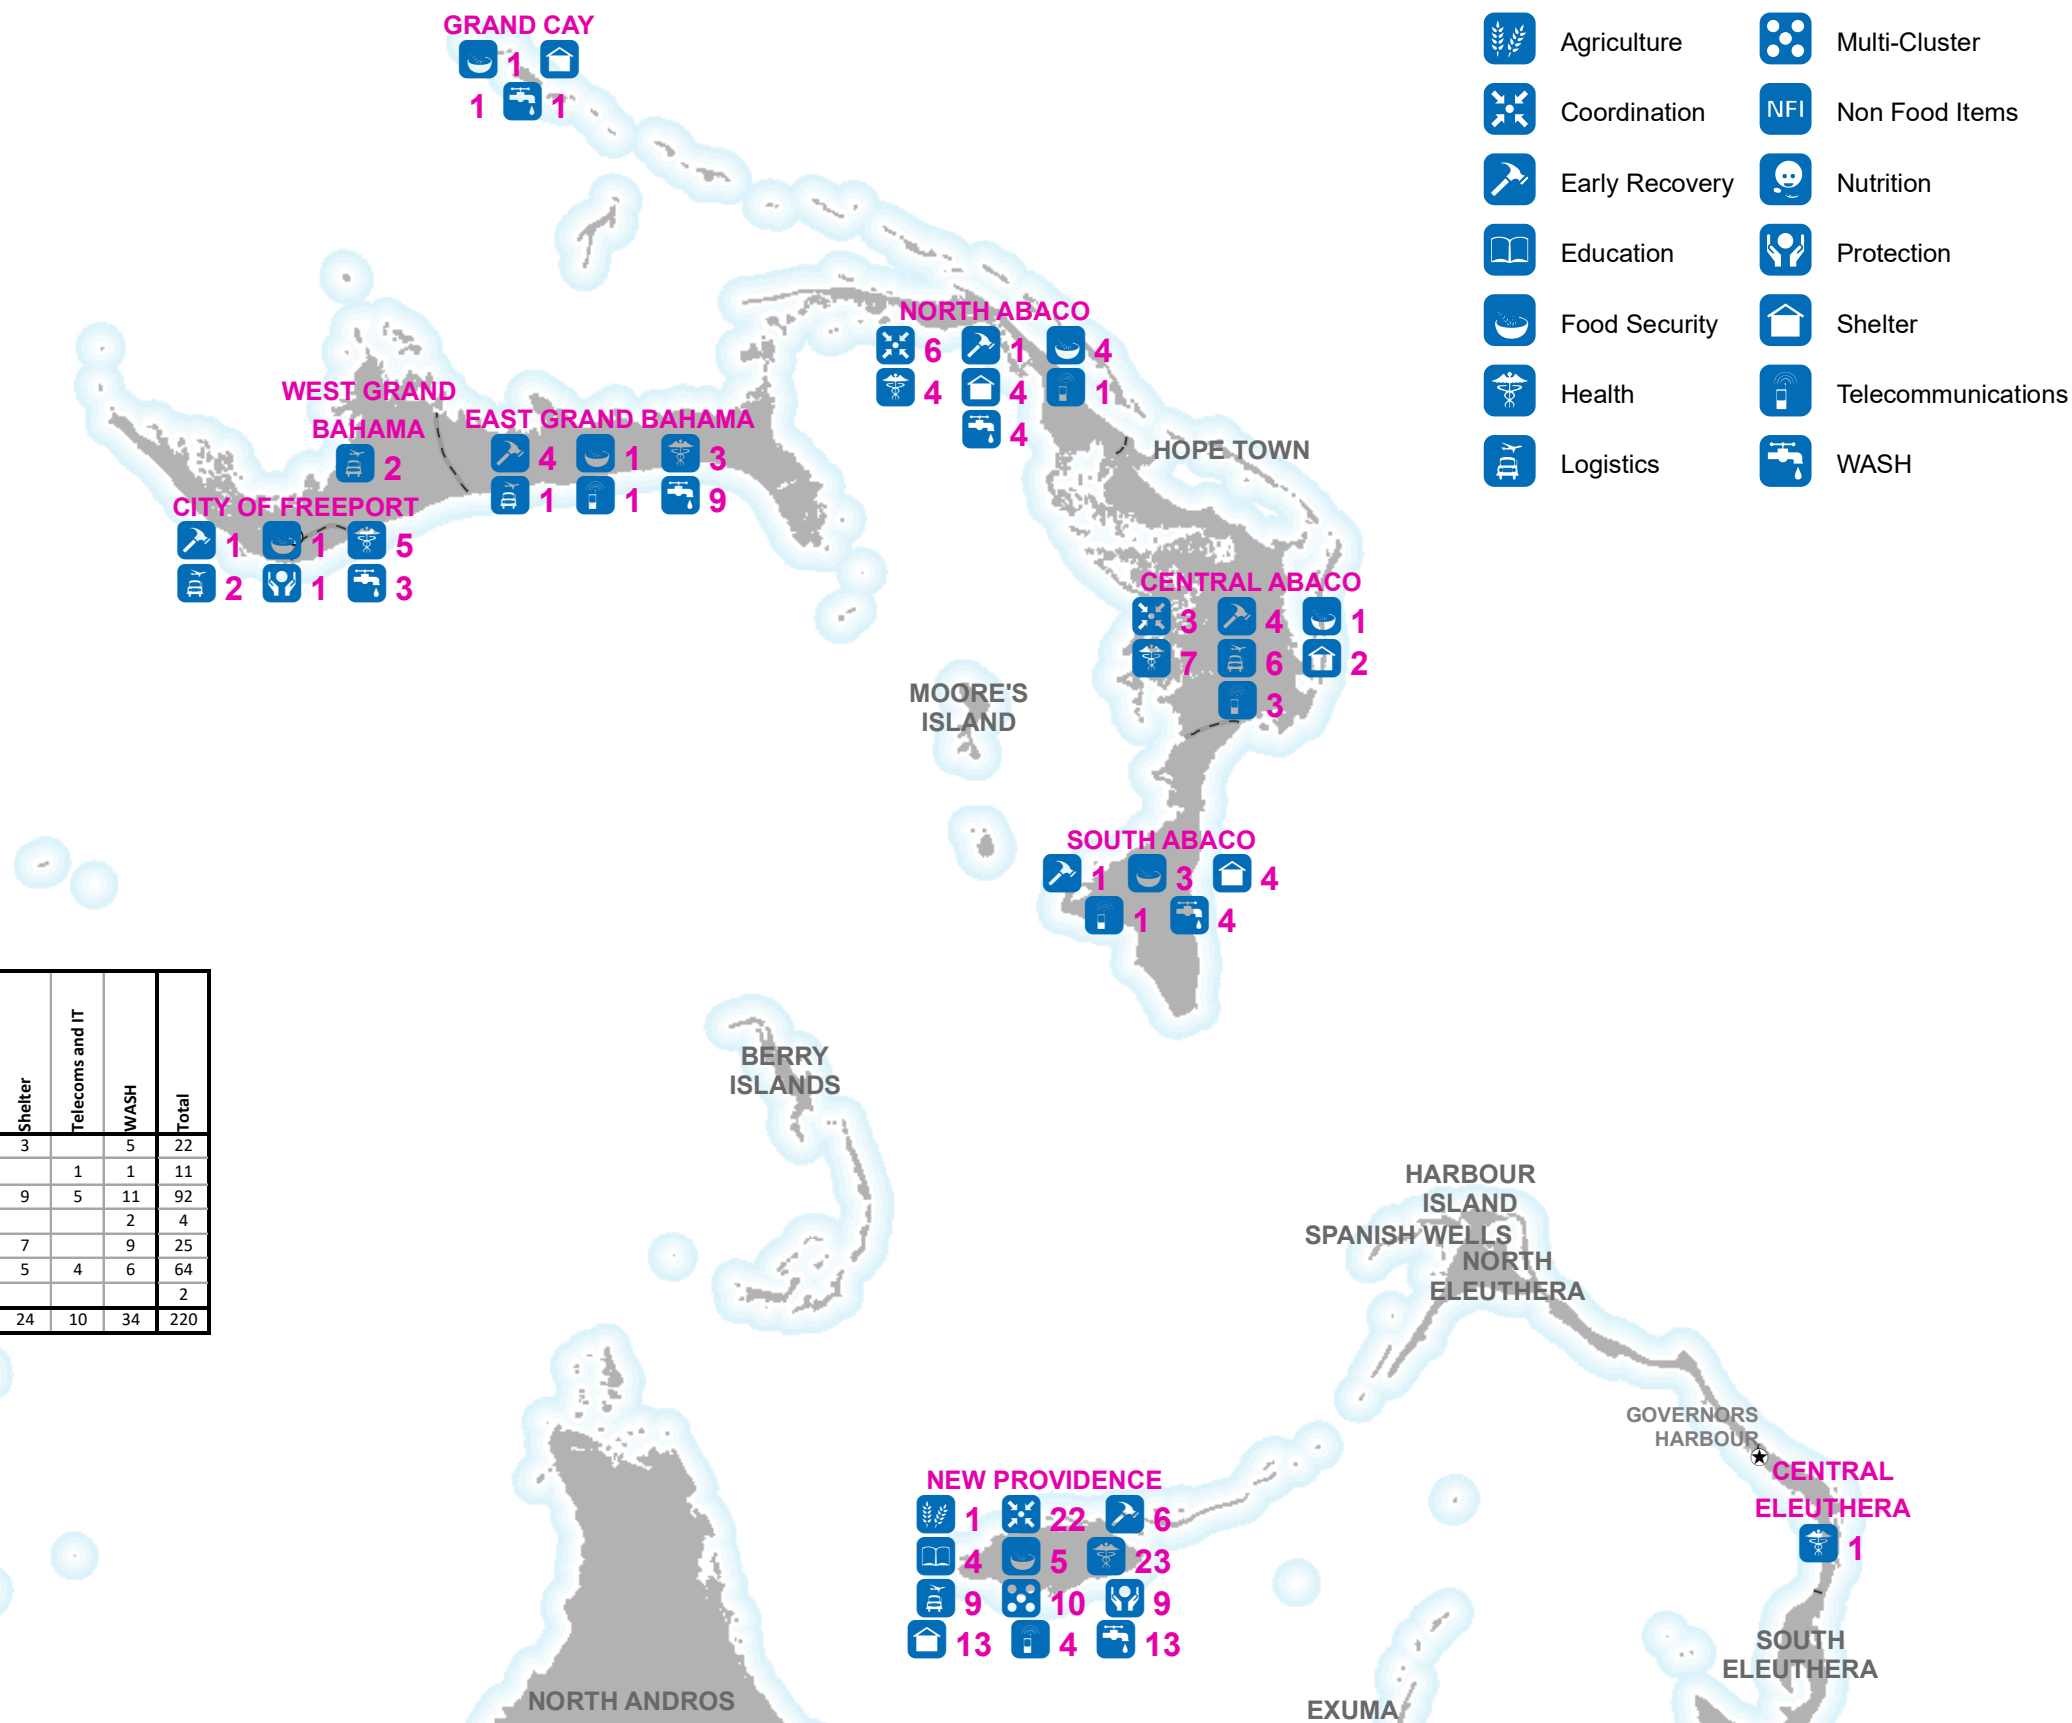 GRAND CAY
1
1 1
Agriculture
Multi-Cluster
Coordination
NFI
Non Food Items
Early Recovery
Nutrition
Education
Protection
Food Security
Shelter
Health
Telecommunications
Logistics
WASH
NORTH ABACO
6 1 4
4 4 1
4
WEST GRAND
BAHAMA
2
EAST GRAND BAHAMA
4 1 3
1 1 9
HOPE TOWN
CITY OF FREEPORT
1 1 5
2 1 3
CENTRAL ABACO
3 4 1
7 6 2
3
MOORE'S
ISLAND
SOUTH ABACO
1 3 4
1 4
Shelter Telecoms and IT WASH Total
3 5 22
1 1 11
9 5 11 92
2 4
7 9 25
5 4 6 64
2
24 10 34 220
BERRY
ISLANDS
HARBOUR
ISLAND
SPANISH WELLS
NORTH
ELEUTHERA
GOVERNORS
HARBOUR
CENTRAL
ELEUTHERA
1
NEW PROVIDENCE
1 22 6
4 5 23
9 10 9
13 4 13
SOUTH
ELEUTHERA
NORTH ANDROS
EXUMA